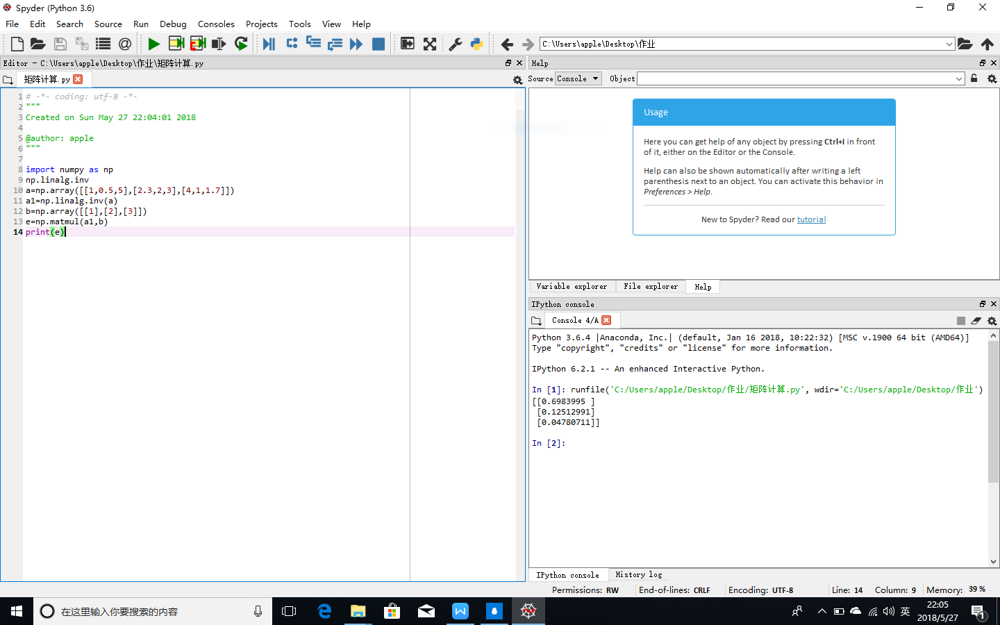 Spyder (Python 3.6)
File Edit Search Source Run Debug Consoles Projects Tools View Help
C:\Users\apple\Desktop\作业
Editor - C:\Users\apple\Desktop\作业\矩阵计算.py
矩阵计算.py
1 # -*- coding: utf-8 -*-
2 """
3 Created on Sun May 27 22:04:01 2018
4
5 @author: apple
6 """
7
8 import numpy as np
9 np.linalg.inv
10 a=np.array([[1,0.5,5],[2.3,2,3],[4,1,1.7]])
11 a1=np.linalg.inv(a)
12 b=np.array([[1],[2],[3]])
13 e=np.matmul(a1,b)
14 print(e)
Help
Source Console Object
Usage
Here you can get help of any object by pressing Ctrl+I in front
of it, either on the Editor or the Console.
Help can also be shown automatically after writing a left
parenthesis next to an object. You can activate this behavior in
Preferences > Help.
New to Spyder? Read our tutorial
Variable explorer File explorer Help
IPython console
Console 4/A
Python 3.6.4 |Anaconda, Inc.| (default, Jan 16 2018, 10:22:32) [MSC v.1900 64 bit (AMD64)]
Type "copyright", "credits" or "license" for more information.
IPython 6.2.1 -- An enhanced Interactive Python.
In [1]: runfile('C:/Users/apple/Desktop/作业/矩阵计算.py', wdir='C:/Users/apple/Desktop/作业')
[[0.6983995 ]
[0.12512991]
[0.04780711]]
In [2]:
IPython console History log
Permissions: RW End-of-lines: CRLF Encoding: UTF-8 Line: 14 Column: 9 Memory: 39 %
在这里输入你要搜索的内容
英
22:05
2018/5/27
1